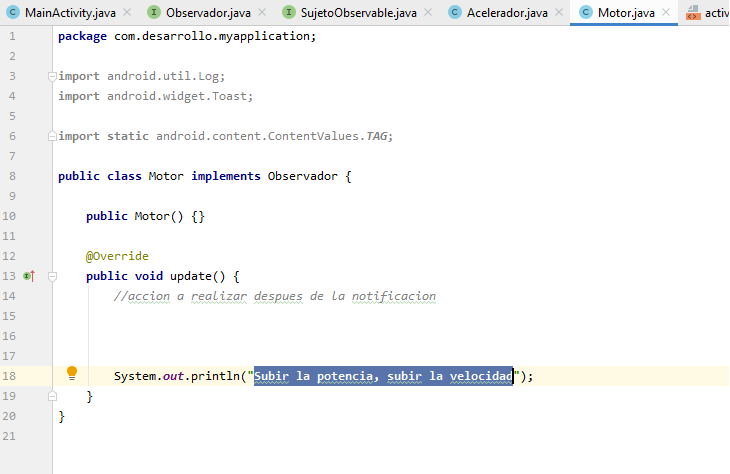 MainActivity.java Observador.java SujetoObservable.java Acelerador.java Motor.java activ
1 package com.desarrollo.myapplication;
2
3 import android.util.Log;
4 import android.widget.Toast;
5
6 import static android.content.ContentValues.TAG;
7
8 public class Motor implements Observador {
9
10 public Motor() {}
11
12 @Override
13 public void update() {
14 //accion a realizar despues de la notificacion
15
16
17
18 System.out.println("Subir la potencia, subir la velocidad");
19 }
20 }
21